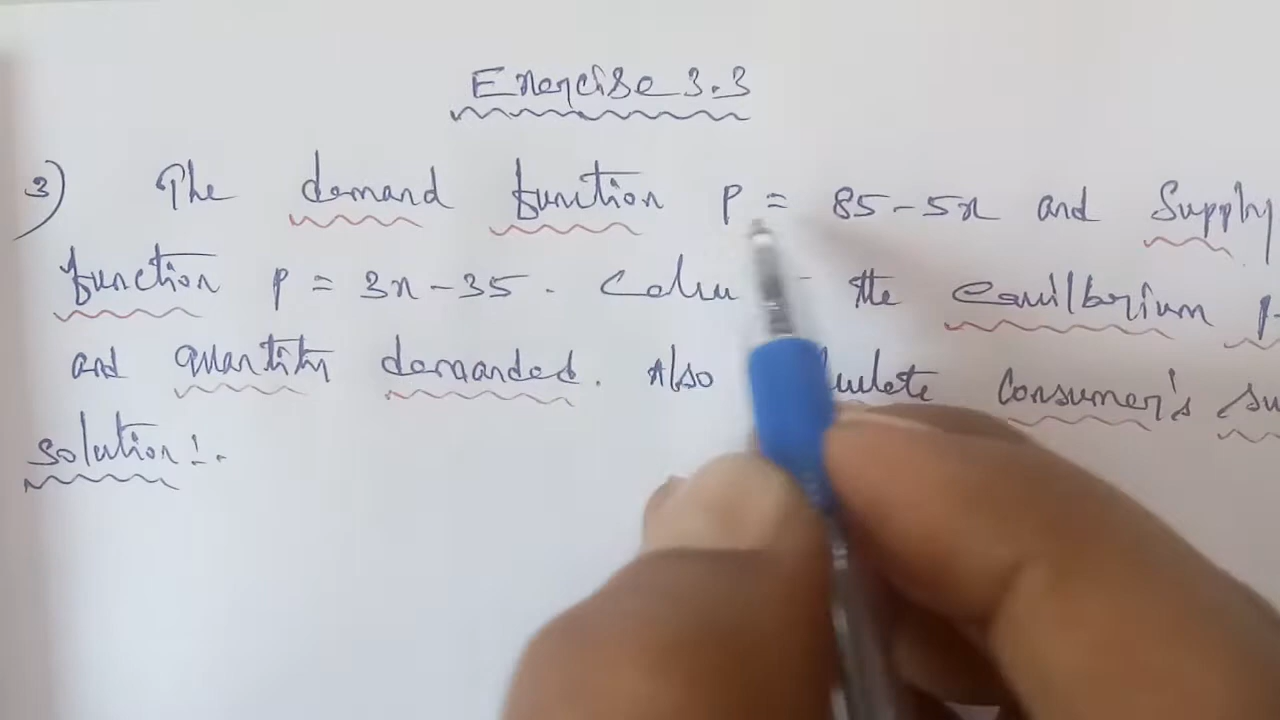 Exercise 3.3
3) The demand function P = 85-5x and Supply
function P = 3x-35. the equilbrium
and quantity demanded. Also consumer's
solution:-